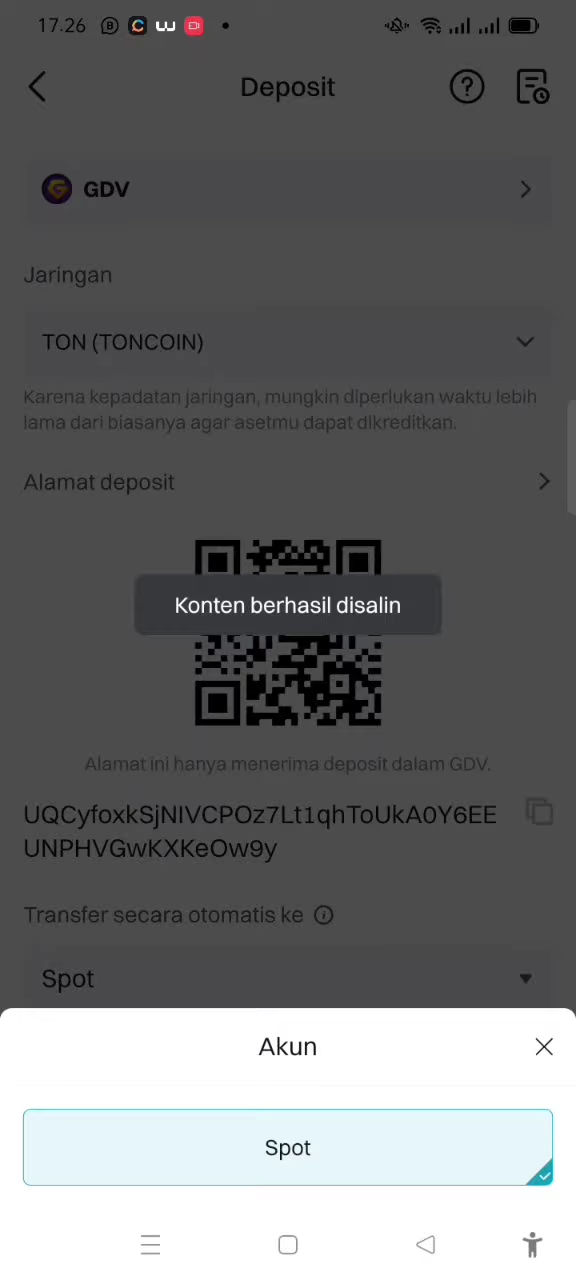 17.26
Deposit
GDV
Jaringan
TON (TONCOIN)
Karena kepadatan jaringan, mungkin diperlukan waktu lebih
lama dari biasanya agar asetmu dapat dikreditkan.
Alamat deposit
Konten berhasil disalin
Alamat ini hanya menerima deposit dalam GDV.
UQCyfoxkSjNIVCPOz7Lt1qhToUkA0Y6EE
UNPHVGwKXKeOw9y
Transfer secara otomatis ke
Spot
Akun
Spot